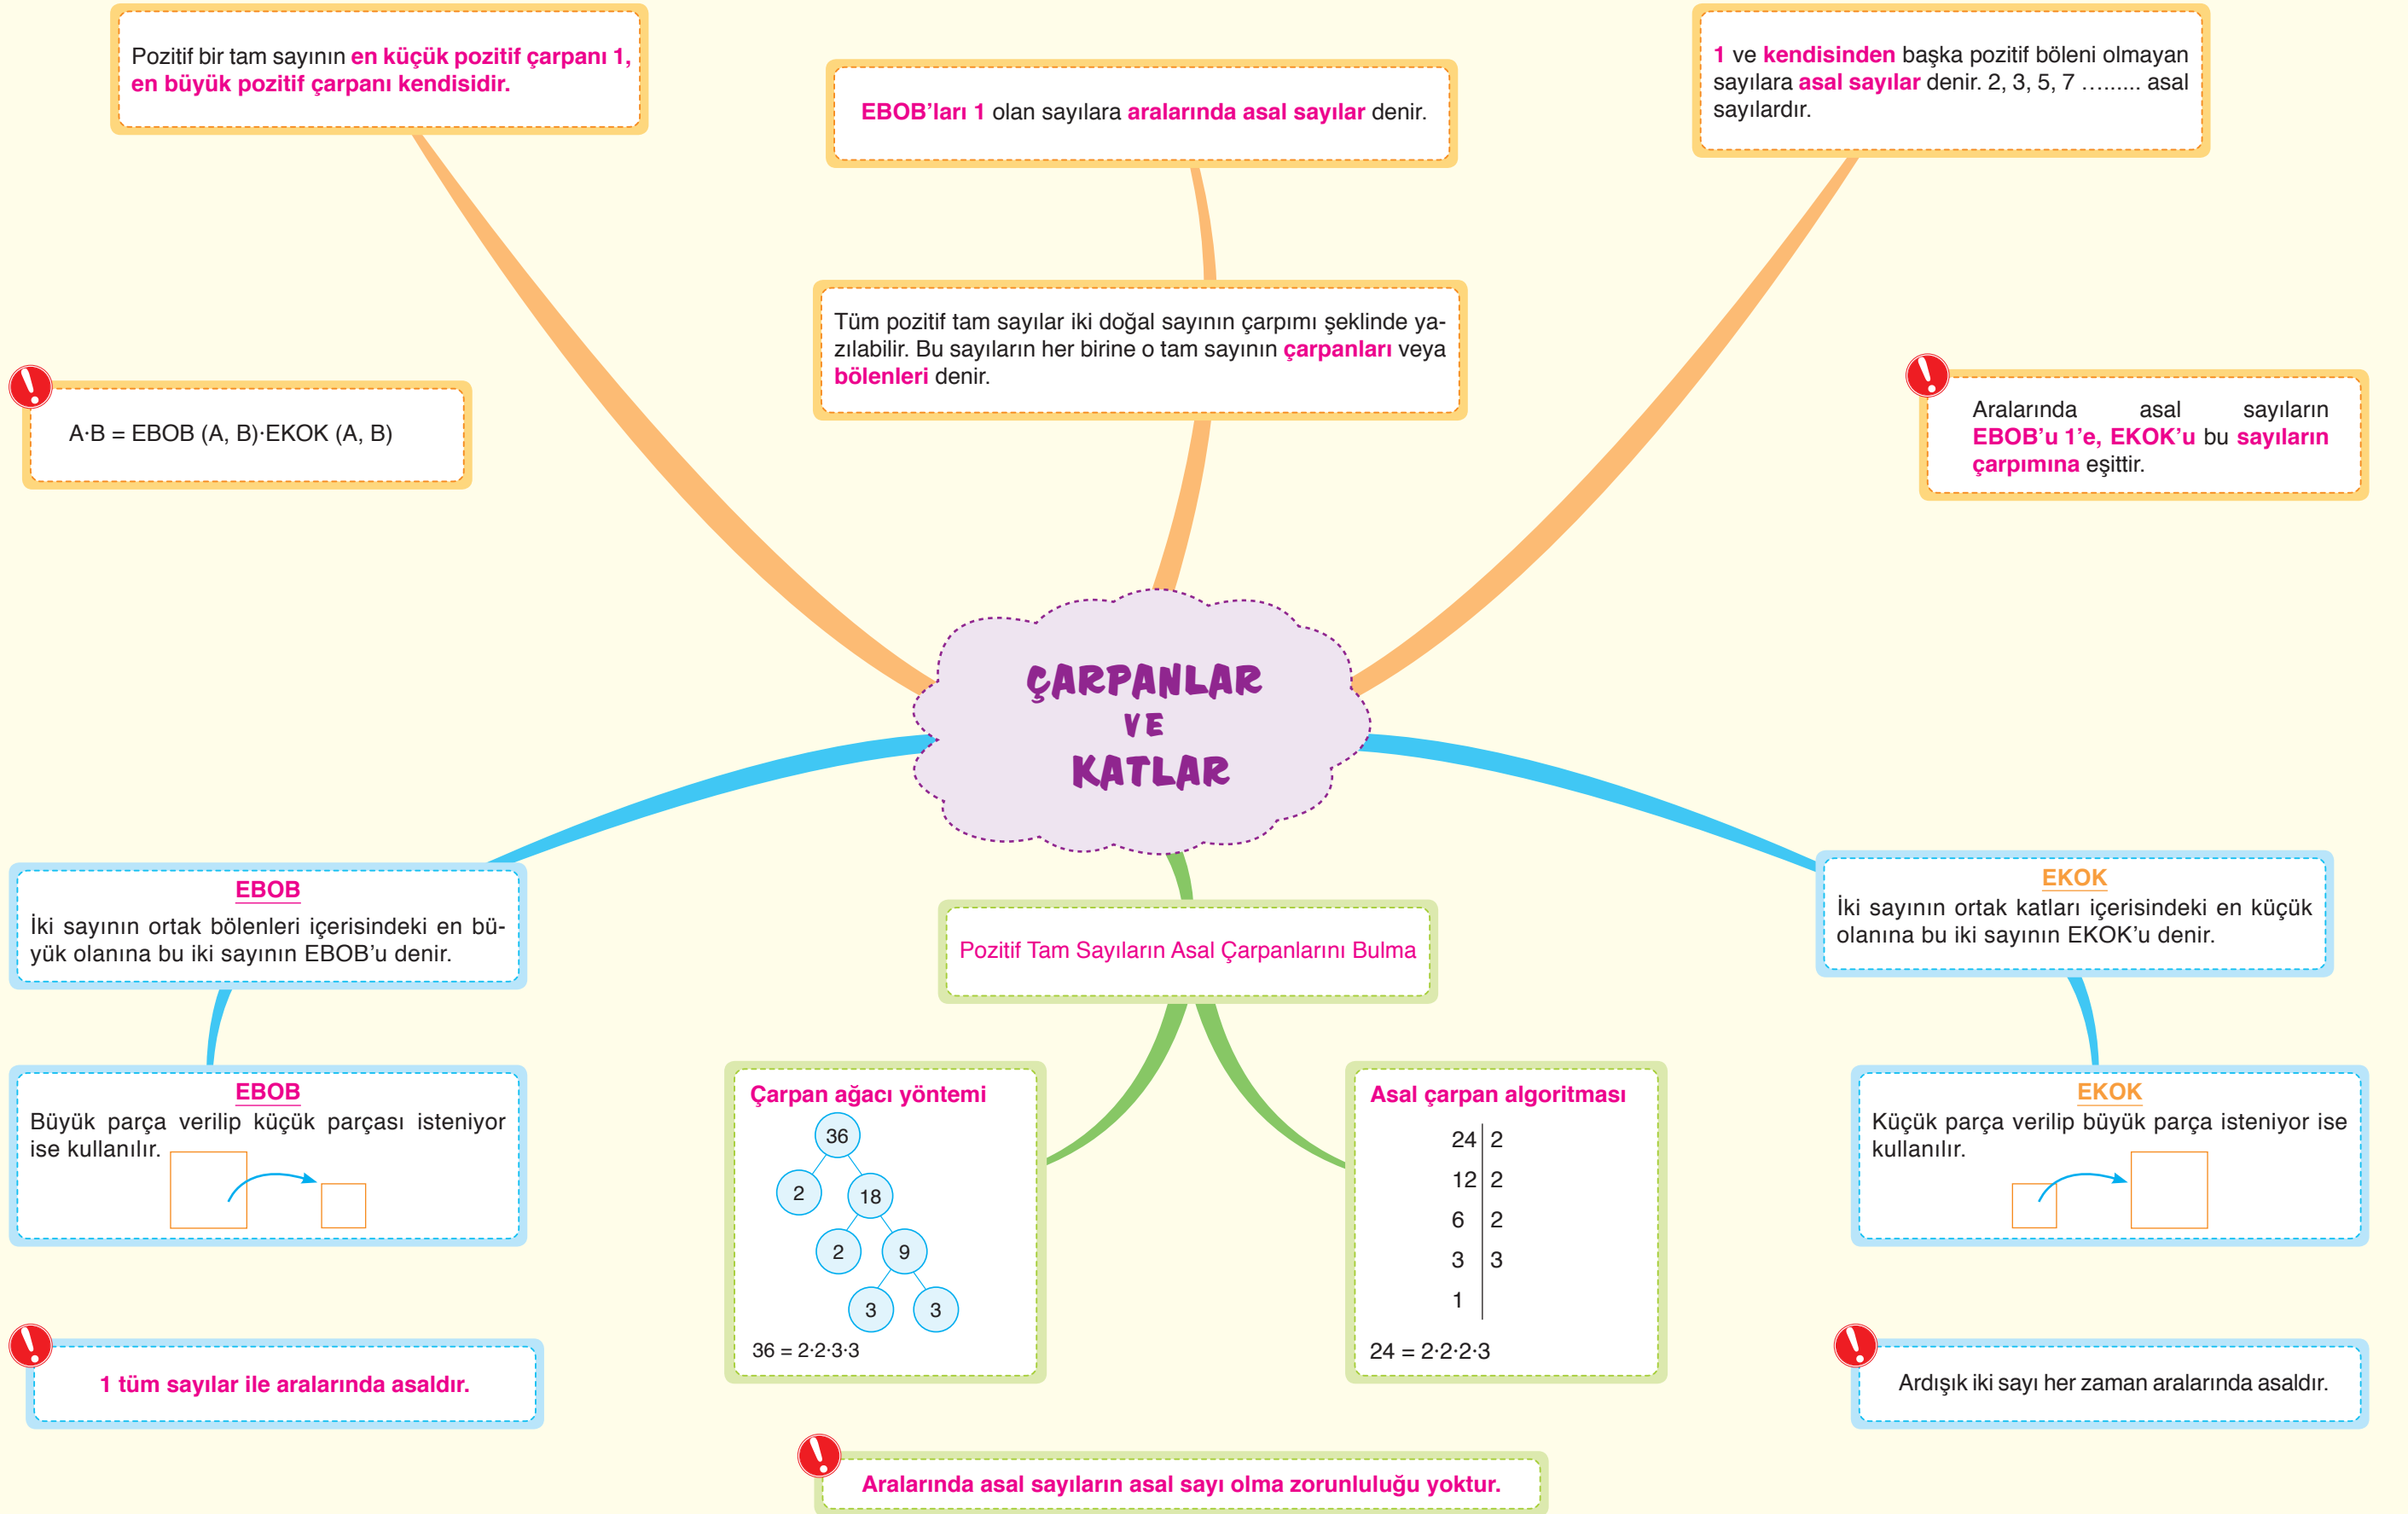 Pozitif bir tam sayının en küçük pozitif çarpanı 1,
en büyük pozitif çarpanı kendisidir.
EBOB'ları 1 olan sayılara aralarında asal sayılar denir.
1 ve kendisinden başka pozitif böleni olmayan
sayılara asal sayılar denir. 2, 3, 5, 7 …...... asal
sayılardır.
Tüm pozitif tam sayılar iki doğal sayının çarpımı şeklinde ya-
zılabilir. Bu sayıların her birine o tam sayının çarpanları veya
bölenleri denir.
A·B = EBOB (A, B)·EKOK (A, B)
Aralarında asal sayıların
EBOB'u 1'e, EKOK'u bu sayıların
çarpımına eşittir.
ÇARPANLAR
VE
KATLAR
EBOB
İki sayının ortak bölenleri içerisindeki en bü-
yük olanına bu iki sayının EBOB'u denir.
Pozitif Tam Sayıların Asal Çarpanlarını Bulma
EKOK
İki sayının ortak katları içerisindeki en küçük
olanına bu iki sayının EKOK'u denir.
EBOB
Büyük parça verilip küçük parçası isteniyor
ise kullanılır.
Çarpan ağacı yöntemi
36
2 18
2 9
3 3
36 = 2·2·3·3
Asal çarpan algoritması
24 2
12 2
6 2
3 3
1
24 = 2·2·2·3
EKOK
Küçük parça verilip büyük parça isteniyor ise
kullanılır.
1 tüm sayılar ile aralarında asaldır.
Ardışık iki sayı her zaman aralarında asaldır.
Aralarında asal sayıların asal sayı olma zorunluluğu yoktur.